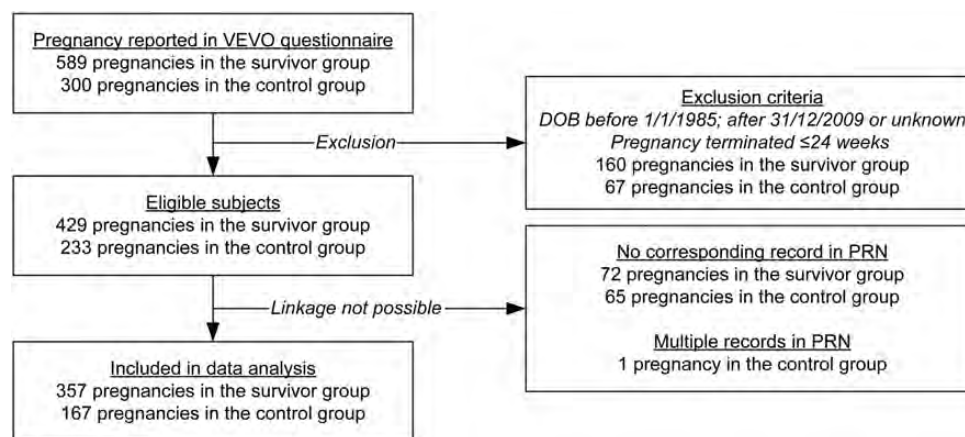 Pregnancy reported in VEVO questionnaire
589 pregnancies in the survivor group
300 pregnancies in the control group
Exclusion
Exclusion criteria
DOB before 1/1/1985; after 31/12/2009 or unknown
Pregnancy terminated ≤24 weeks
160 pregnancies in the survivor group
67 pregnancies in the control group
Eligible subjects
429 pregnancies in the survivor group
233 pregnancies in the control group
Linkage not possible
No corresponding record in PRN
72 pregnancies in the survivor group
65 pregnancies in the control group
Multiple records in PRN
1 pregnancy in the control group
Included in data analysis
357 pregnancies in the survivor group
167 pregnancies in the control group